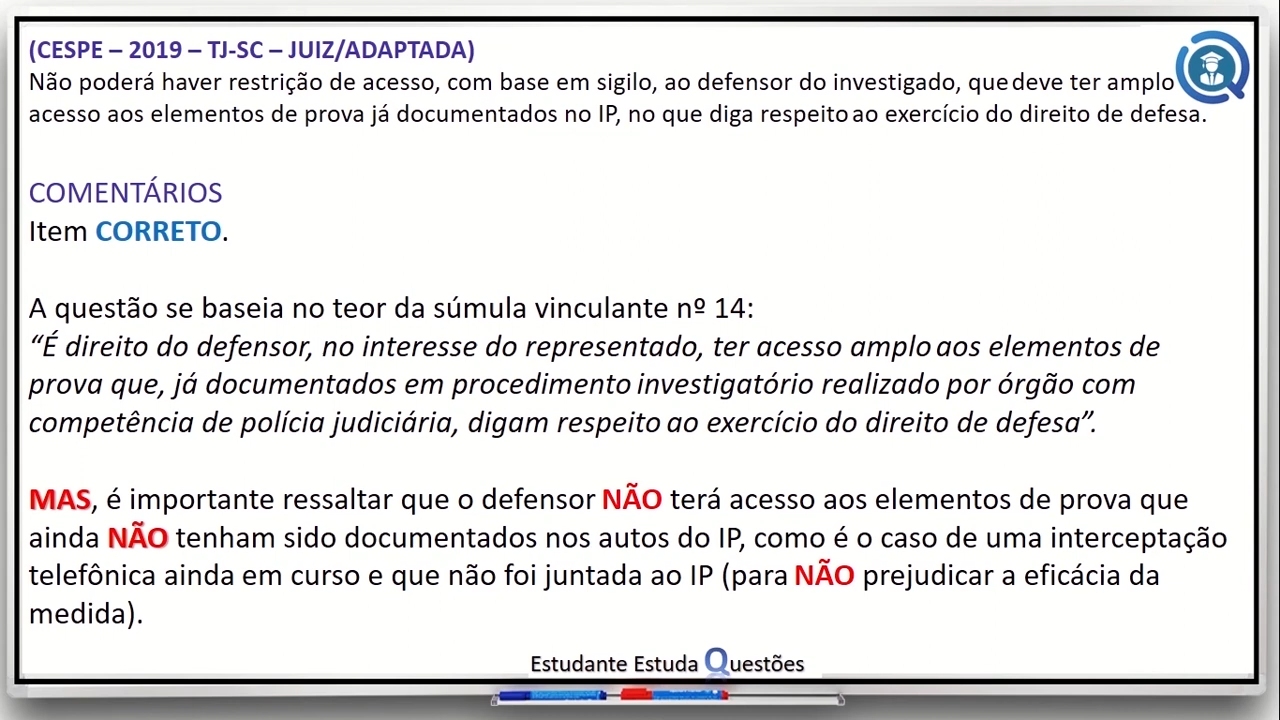 (CESPE – 2019 – TJ-SC – JUIZ/ADAPTADA)
Não poderá haver restrição de acesso, com base em sigilo, ao defensor do investigado, que deve ter amplo
acesso aos elementos de prova já documentados no IP, no que diga respeito ao exercício do direito de defesa.
COMENTÁRIOS
Item CORRETO.
A questão se baseia no teor da súmula vinculante nº 14:
“É direito do defensor, no interesse do representado, ter acesso amplo aos elementos de
prova que, já documentados em procedimento investigatório realizado por órgão com
competência de polícia judiciária, digam respeito ao exercício do direito de defesa”.
MAS, é importante ressaltar que o defensor NÃO terá acesso aos elementos de prova que
ainda NÃO tenham sido documentados nos autos do IP, como é o caso de uma interceptação
telefônica ainda em curso e que não foi juntada ao IP (para NÃO prejudicar a eficácia da
medida).
Estudante Estuda Questões